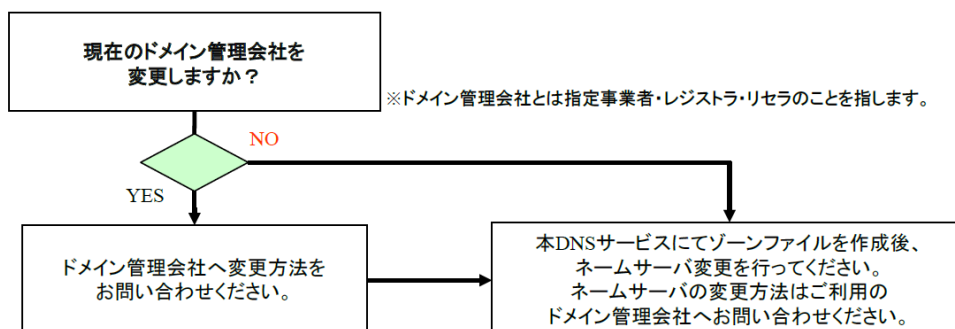 現在のドメイン管理会社を
変更しますか？
※ドメイン管理会社とは指定事業者・レジストラ・リセラのことを指します。
NO
YES
ドメイン管理会社へ変更方法を
お問い合わせください。
本DNSサービスにてゾーンファイルを作成後、
ネームサーバ変更を行ってください。
ネームサーバの変更方法はご利用の
ドメイン管理会社へお問い合わせください。